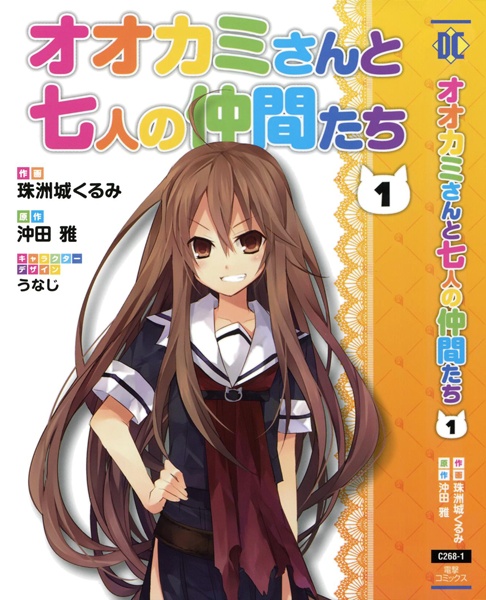 オオカミさんと
七人の仲間たち
1
作画
珠洲城くるみ
原作
沖田 雅
キャラクター
デザイン
うなじ
DC
オオカミさんと七人の仲間たち
1
作画 珠洲城くるみ
原作 沖田 雅
C268-1
電撃
コミックス